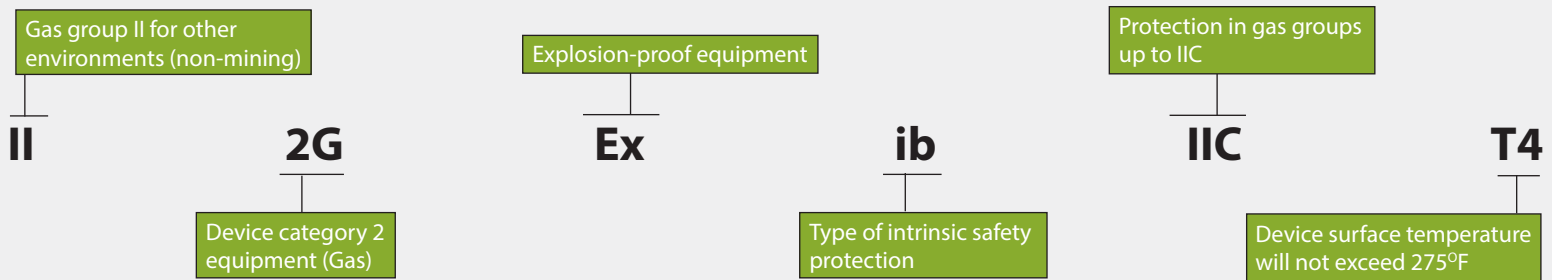 Gas group II for other
environments (non-mining)
Explosion-proof equipment
Protection in gas groups
up to IIC
II 2G Ex ib IIC T4
Device category 2
equipment (Gas)
Type of intrinsic safety
protection
Device surface temperature
will not exceed 275ºF